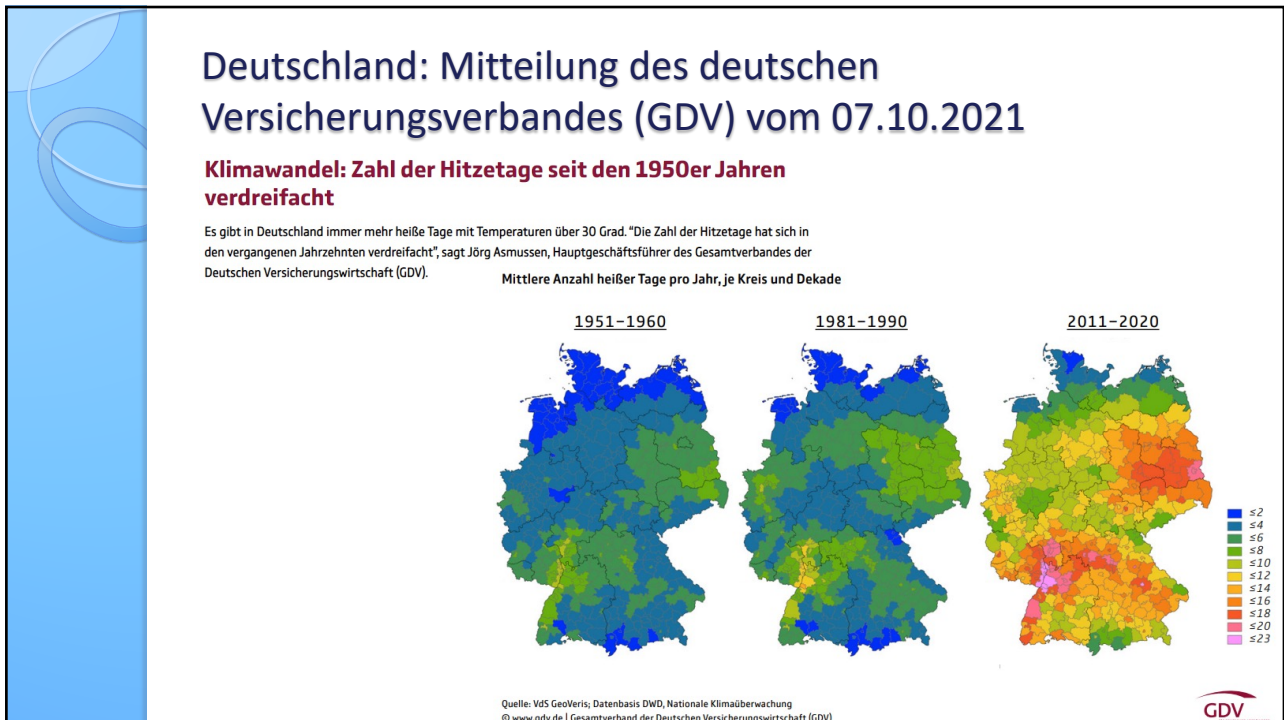 Deutschland: Mitteilung des deutschen
Versicherungsverbandes (GDV) vom 07.10.2021
Klimawandel: Zahl der Hitzetage seit den 1950er Jahren
verdreifacht
Es gibt in Deutschland immer mehr heiße Tage mit Temperaturen über 30 Grad. "Die Zahl der Hitzetage hat sich in
den vergangenen Jahrzehnten verdreifacht", sagt Jörg Asmussen, Hauptgeschäftsführer des Gesamtverbandes der
Deutschen Versicherungswirtschaft (GDV).
Mittlere Anzahl heißer Tage pro Jahr, je Kreis und Dekade
1951–1960
1981–1990
2011–2020
≤2
≤4
≤6
≤8
≤10
≤12
≤14
≤16
≤18
≤20
≤23
Quelle: VdS GeoVeris; Datenbasis DWD, Nationale Klimaüberwachung
© www.gdv.de | Gesamtverband der Deutschen Versicherungswirtschaft (GDV)
GDV